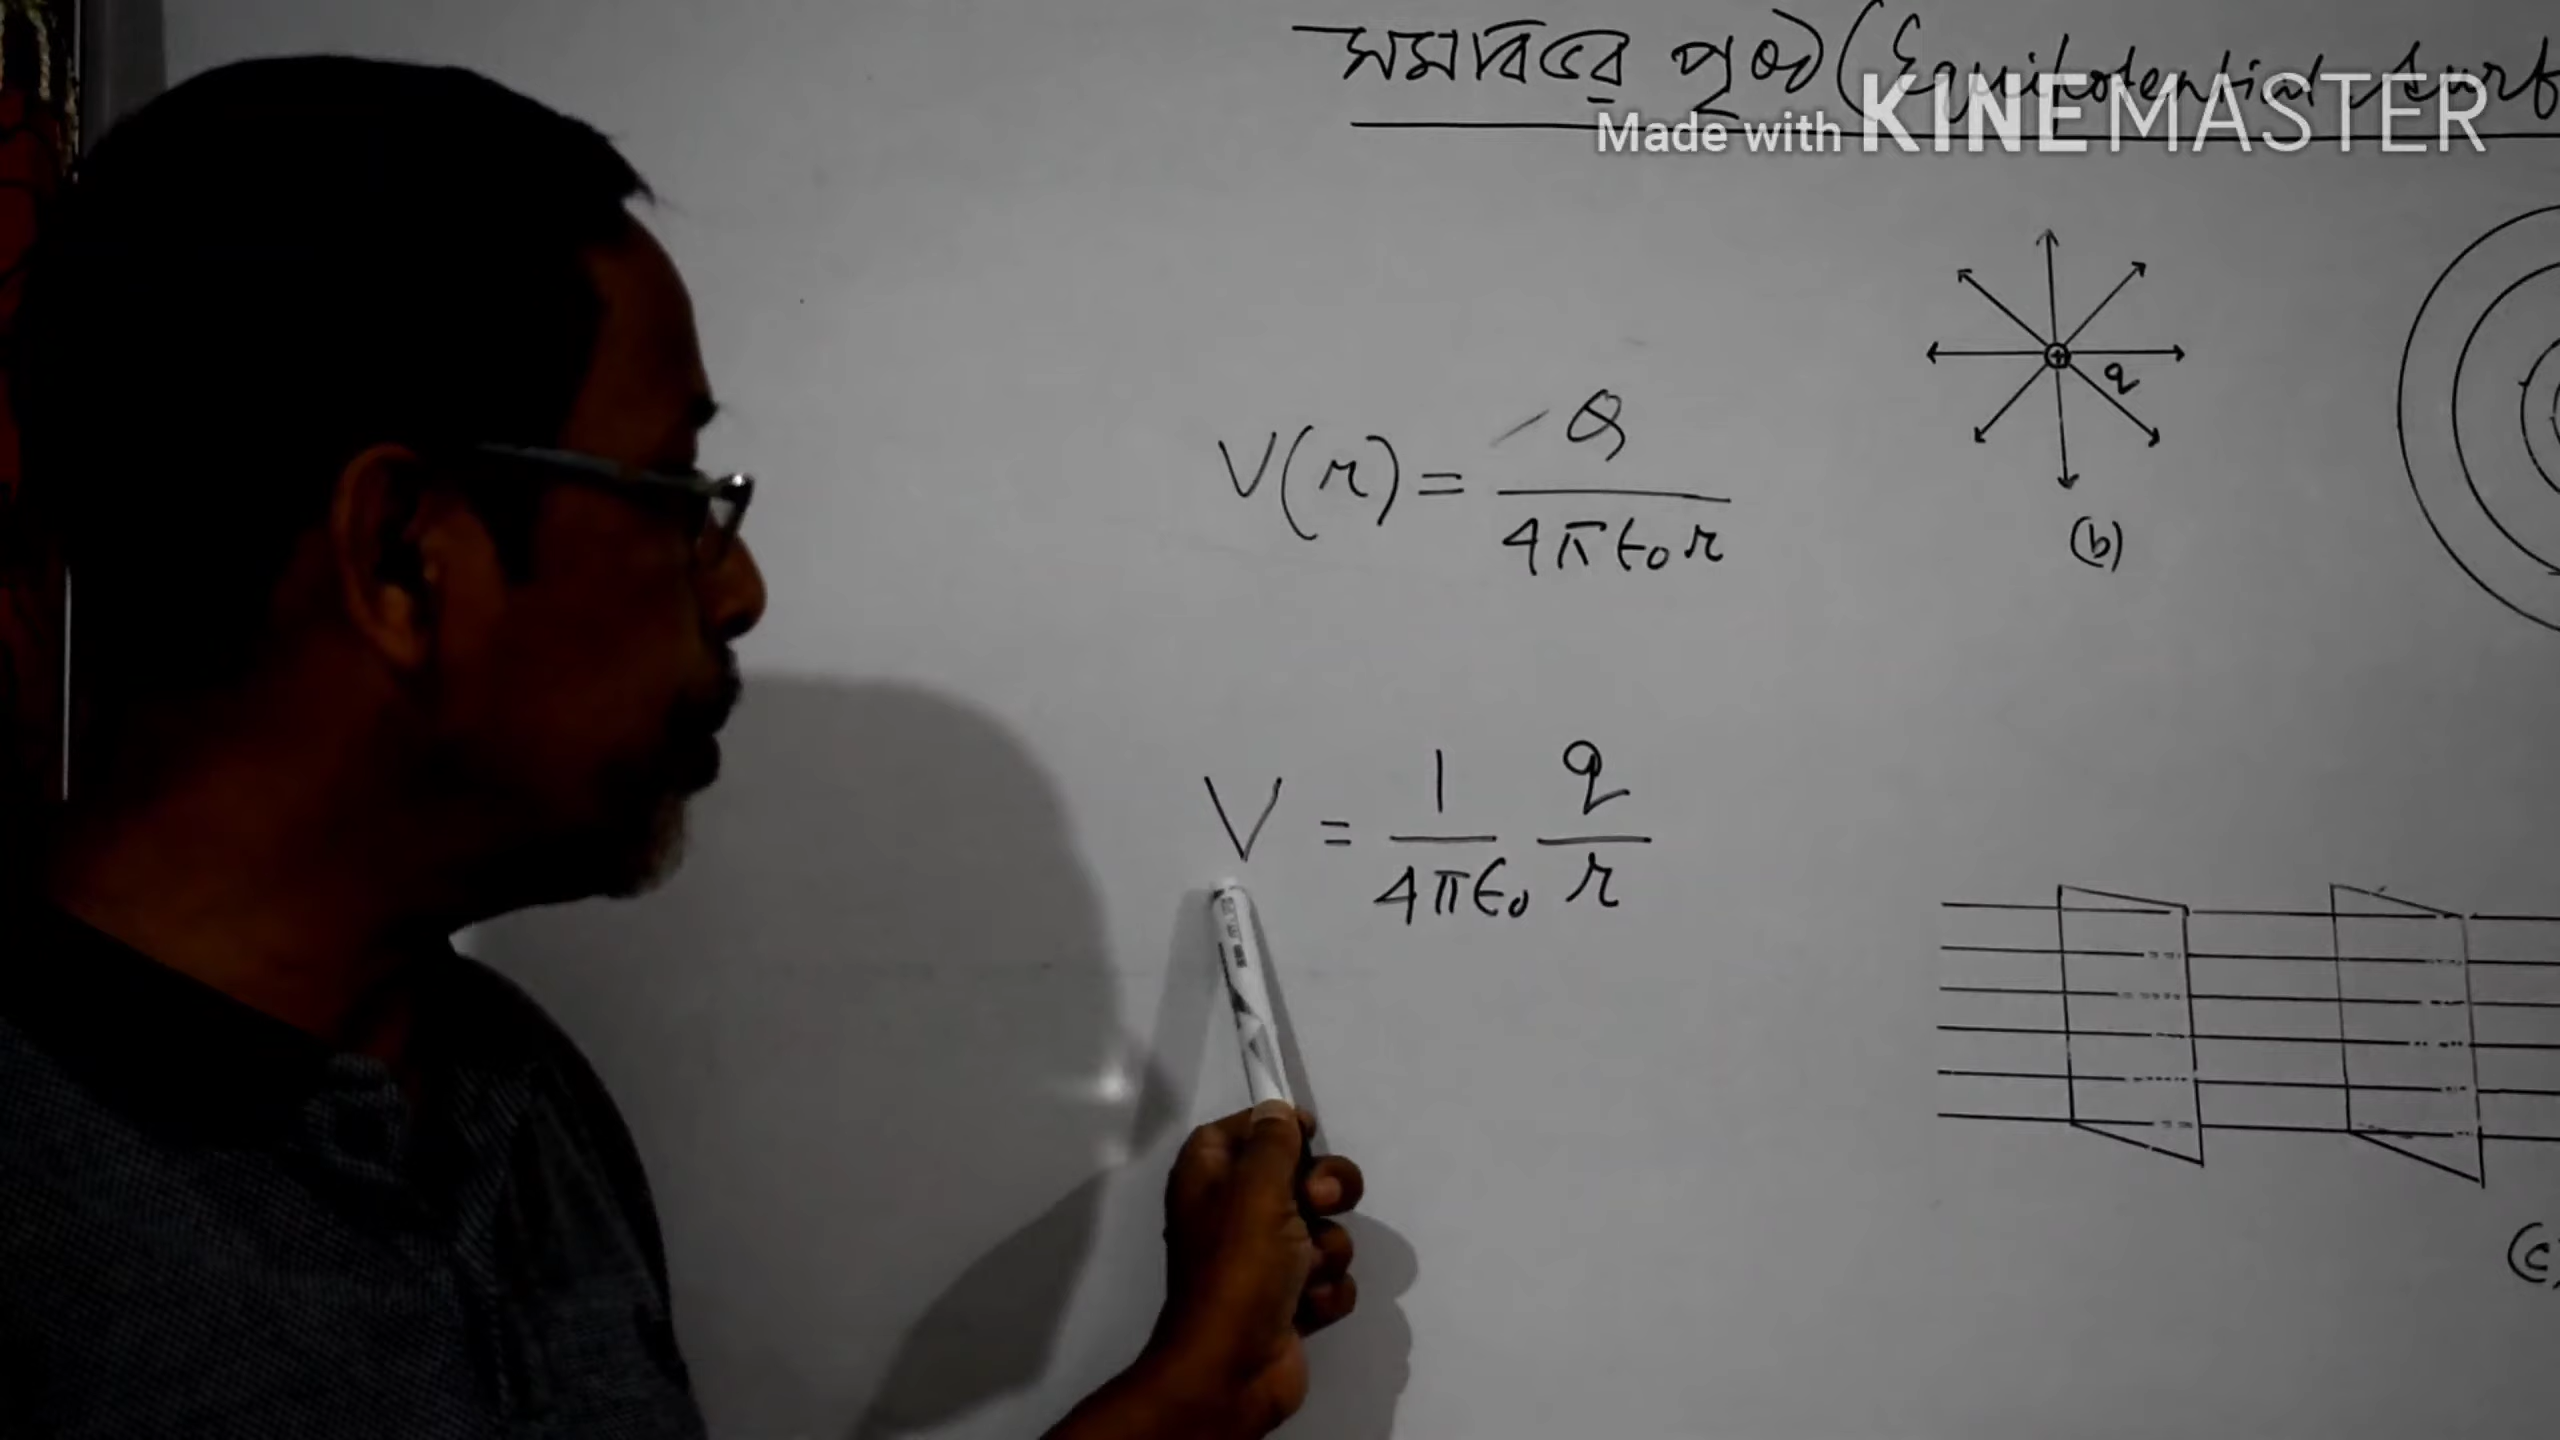 সমবিভব পৃষ্ঠ (Equipotential surf
Made with KINEMASTER
q
(b)
V(r) = Q / 4πϵ₀r
V = 1/4πϵ₀ q/r
(c)